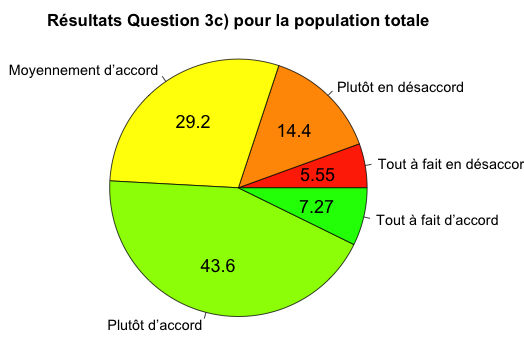 Résultats Question 3c) pour la population totale
Moyennement d'accord
Plutôt en désaccord
29.2
14.4
Tout à fait en désaccor
5.55
7.27
Tout à fait d'accord
43.6
Plutôt d'accord